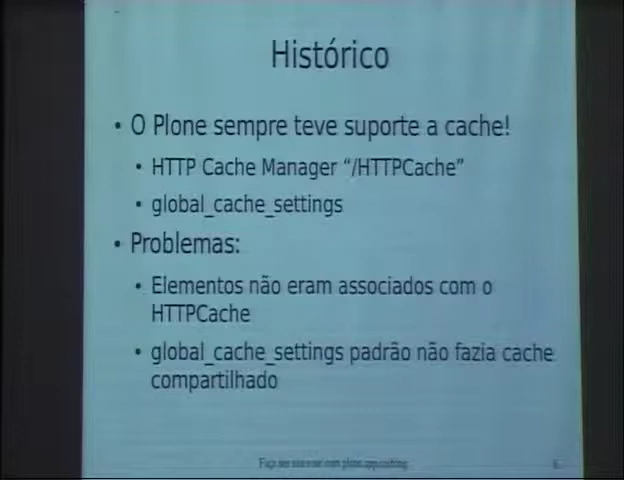 Histórico
• O Plone sempre teve suporte a cache!
• HTTP Cache Manager “/HTTPCache”
• global_cache_settings
• Problemas:
• Elementos não eram associados com o
HTTPCache
• global_cache_settings padrão não fazia cache
compartilhado